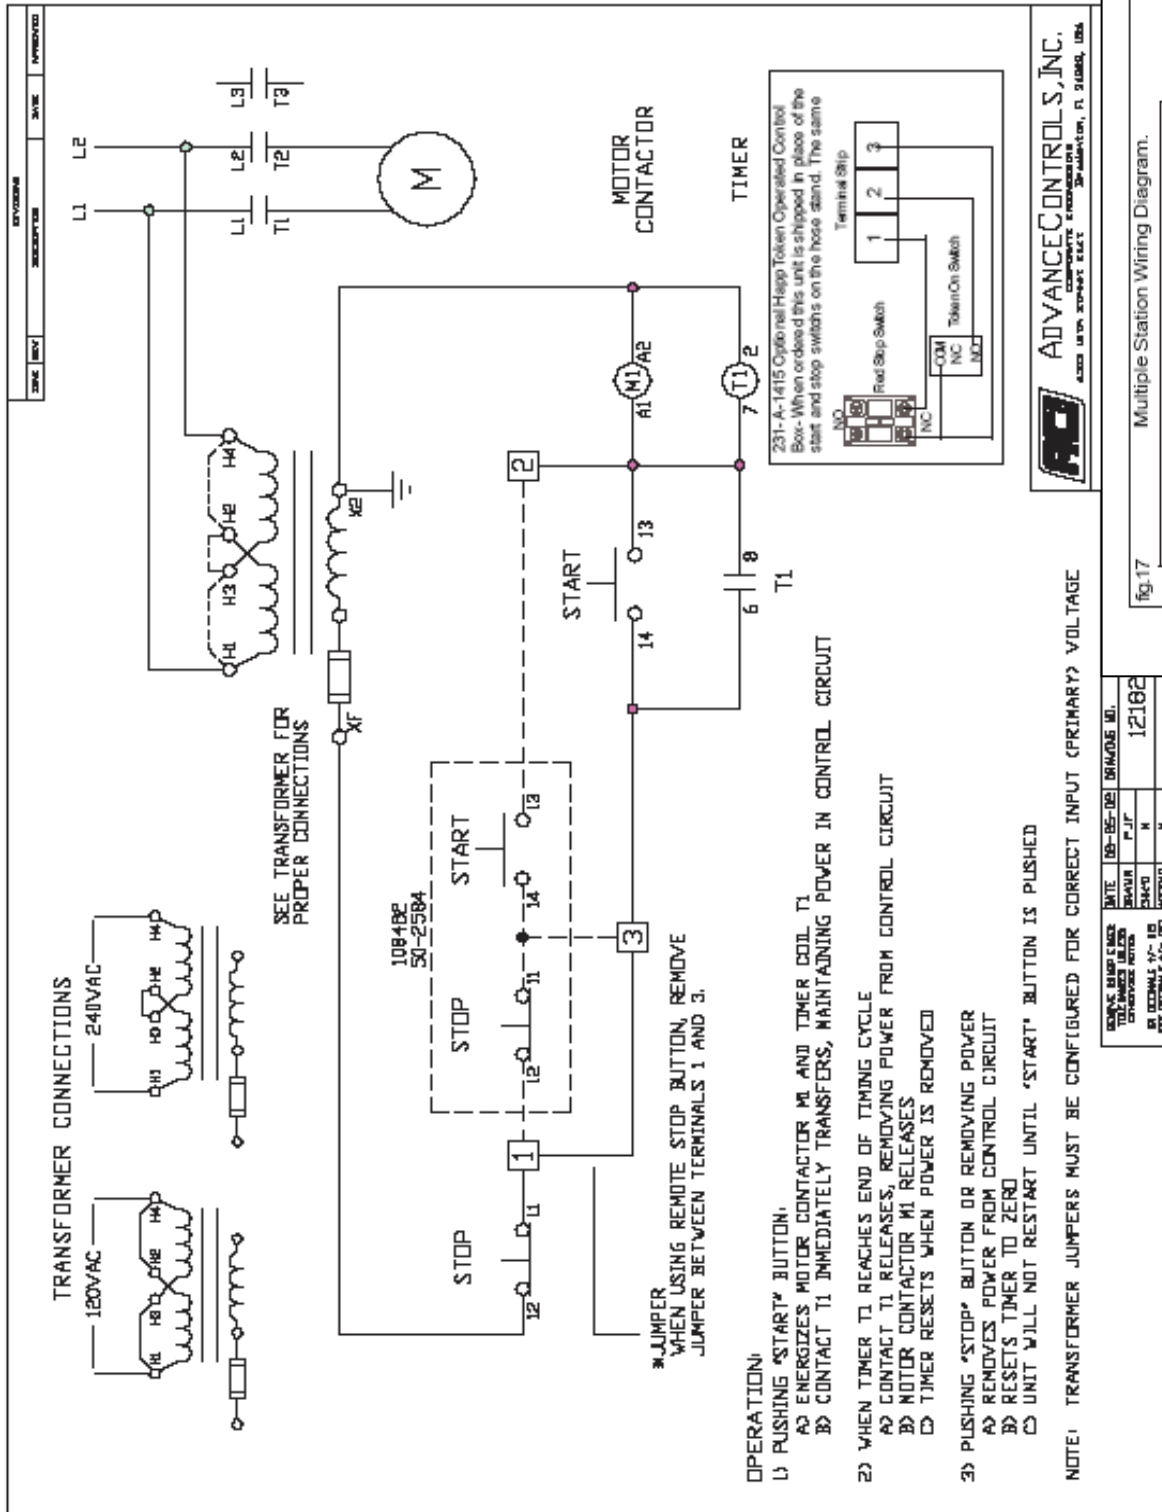 TRANSFORMER CONNECTIONS
120VAC
H1 H3 H2 H4
240VAC
H1 H3 H2 H4
SEE TRANSFORMER FOR
PROPER CONNECTIONS
H1 H3 H2 H4
XF
X2
L1 L2
L1 L2 L3
T1 T2 T3
M
STOP
12 11
1
108482
50-2584
STOP
12 11
START
14 13
3
2
START
14 13
A1 M1 A2
MOTOR
CONTACTOR
6 8
T1
7 T1 2
TIMER
*JUMPER
WHEN USING REMOTE STOP BUTTON, REMOVE
JUMPER BETWEEN TERMINALS 1 AND 3.
231-A-1415 Optional Happ Token Operated Control
Box- When ordered this unit is shipped in place of the
start and stop switchs on the hose stand. The same
Terminal Strip
1 2 3
Red Stop Switch
NO
NC
Token On Switch
COM
NC
NO
OPERATION:
1) PUSHING "START" BUTTON:
A) ENERGIZES MOTOR CONTACTOR M1 AND TIMER COIL T1
B) CONTACT T1 IMMEDIATELY TRANSFERS, MAINTAINING POWER IN CONTROL CIRCUIT
2) WHEN TIMER T1 REACHES END OF TIMING CYCLE
A) CONTACT T1 RELEASES, REMOVING POWER FROM CONTROL CIRCUIT
B) MOTOR CONTACTOR M1 RELEASES
C) TIMER RESETS WHEN POWER IS REMOVED
3) PUSHING "STOP" BUTTON OR REMOVING POWER
A) REMOVES POWER FROM CONTROL CIRCUIT
B) RESETS TIMER TO ZERO
C) UNIT WILL NOT RESTART UNTIL "START" BUTTON IS PUSHED
NOTE: TRANSFORMER JUMPERS MUST BE CONFIGURED FOR CORRECT INPUT (PRIMARY) VOLTAGE
ACI
ADVANCECONTROLS, INC.
DATE
DRAWN PJP
DRAWING NO.
12182
fig.17
Multiple Station Wiring Diagram.